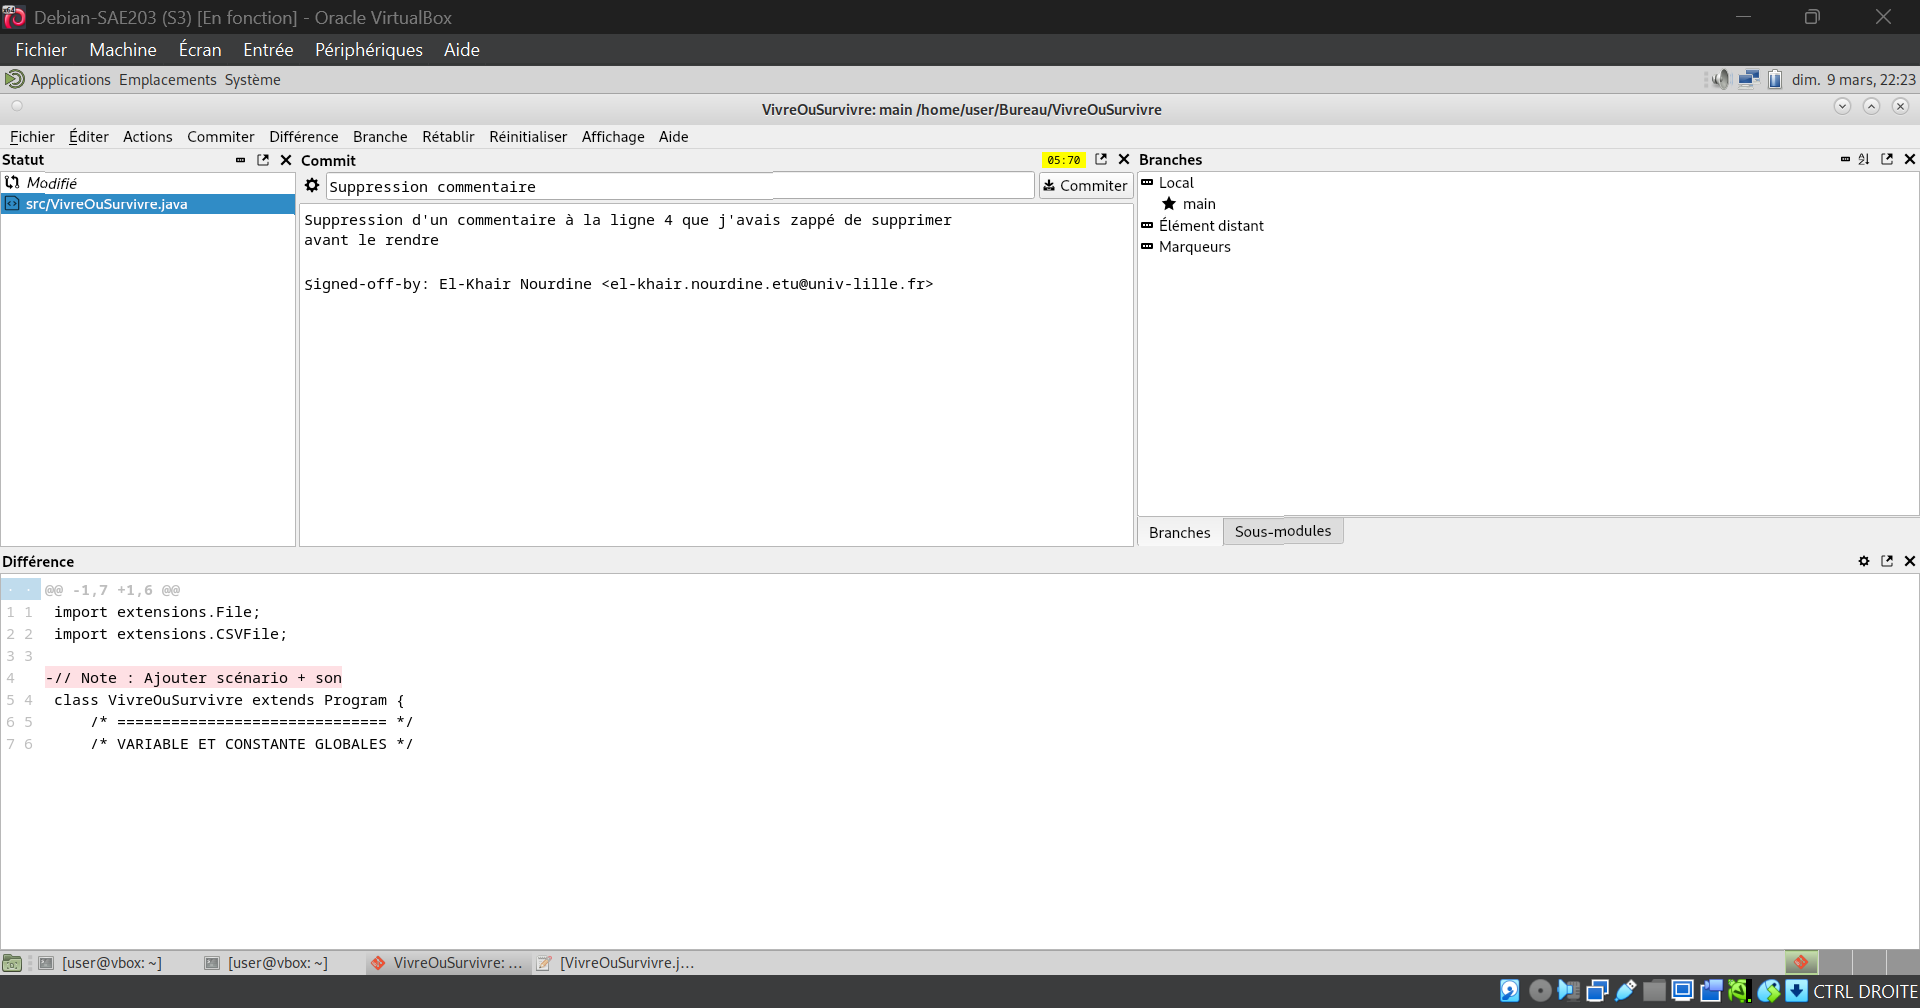 Debian-SAE203 (S3) [En fonction] - Oracle VirtualBox
Fichier Machine Écran Entrée Périphériques Aide
Applications Emplacements Système
dim. 9 mars, 22:23
VivreOuSurvivre: main /home/user/Bureau/VivreOuSurvivre
Fichier Éditer Actions Commiter Différence Branche Rétablir Réinitialiser Affichage Aide
Statut
Modifié
src/VivreOuSurvivre.java
Commit
05:70
Suppression commentaire
Commiter
Suppression d'un commentaire à la ligne 4 que j'avais zappé de supprimer
avant le rendre
Signed-off-by: El-Khair Nourdine <el-khair.nourdine.etu@univ-lille.fr>
Branches
Local
main
Élément distant
Marqueurs
Branches Sous-modules
Différence
@@ -1,7 +1,6 @@
1 1 import extensions.File;
2 2 import extensions.CSVFile;
3 3
4 -// Note : Ajouter scénario + son
5 4 class VivreOuSurvivre extends Program {
6 5 /* ============================== */
7 6 /* VARIABLE ET CONSTANTE GLOBALES */
[user@vbox: ~] [user@vbox: ~] VivreOuSurvivre: ... [VivreOuSurvivre.j...
CTRL DROITE